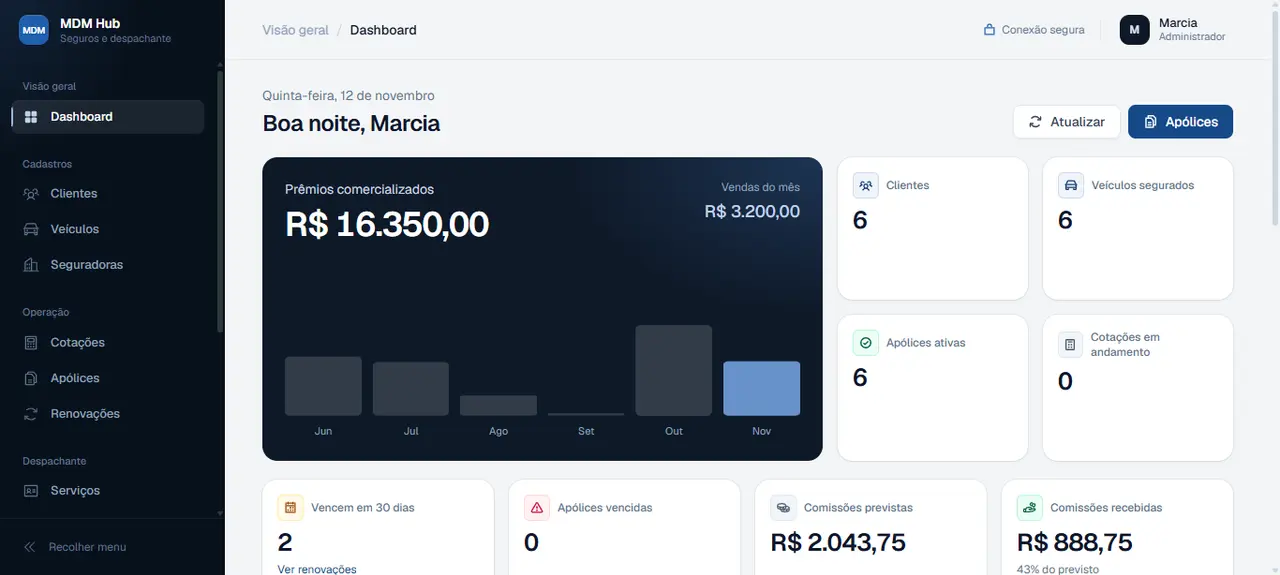 MDM
MDM Hub
Seguros e despachante
Visão geral
Dashboard
Cadastros
Clientes
Veículos
Seguradoras
Operação
Cotações
Apólices
Renovações
Despachante
Serviços
Recolher menu
Visão geral / Dashboard
Conexão segura
M
Marcia
Administrador
Quinta-feira, 12 de novembro
Boa noite, Marcia
Atualizar
Apólices
Prêmios comercializados
R$ 16.350,00
Vendas do mês
R$ 3.200,00
Jun
Jul
Ago
Set
Out
Nov
Clientes
6
Veículos segurados
6
Apólices ativas
6
Cotações em
andamento
0
Vencem em 30 dias
2
Ver renovações
Apólices vencidas
0
Comissões previstas
R$ 2.043,75
Comissões recebidas
R$ 888,75
43% do previsto